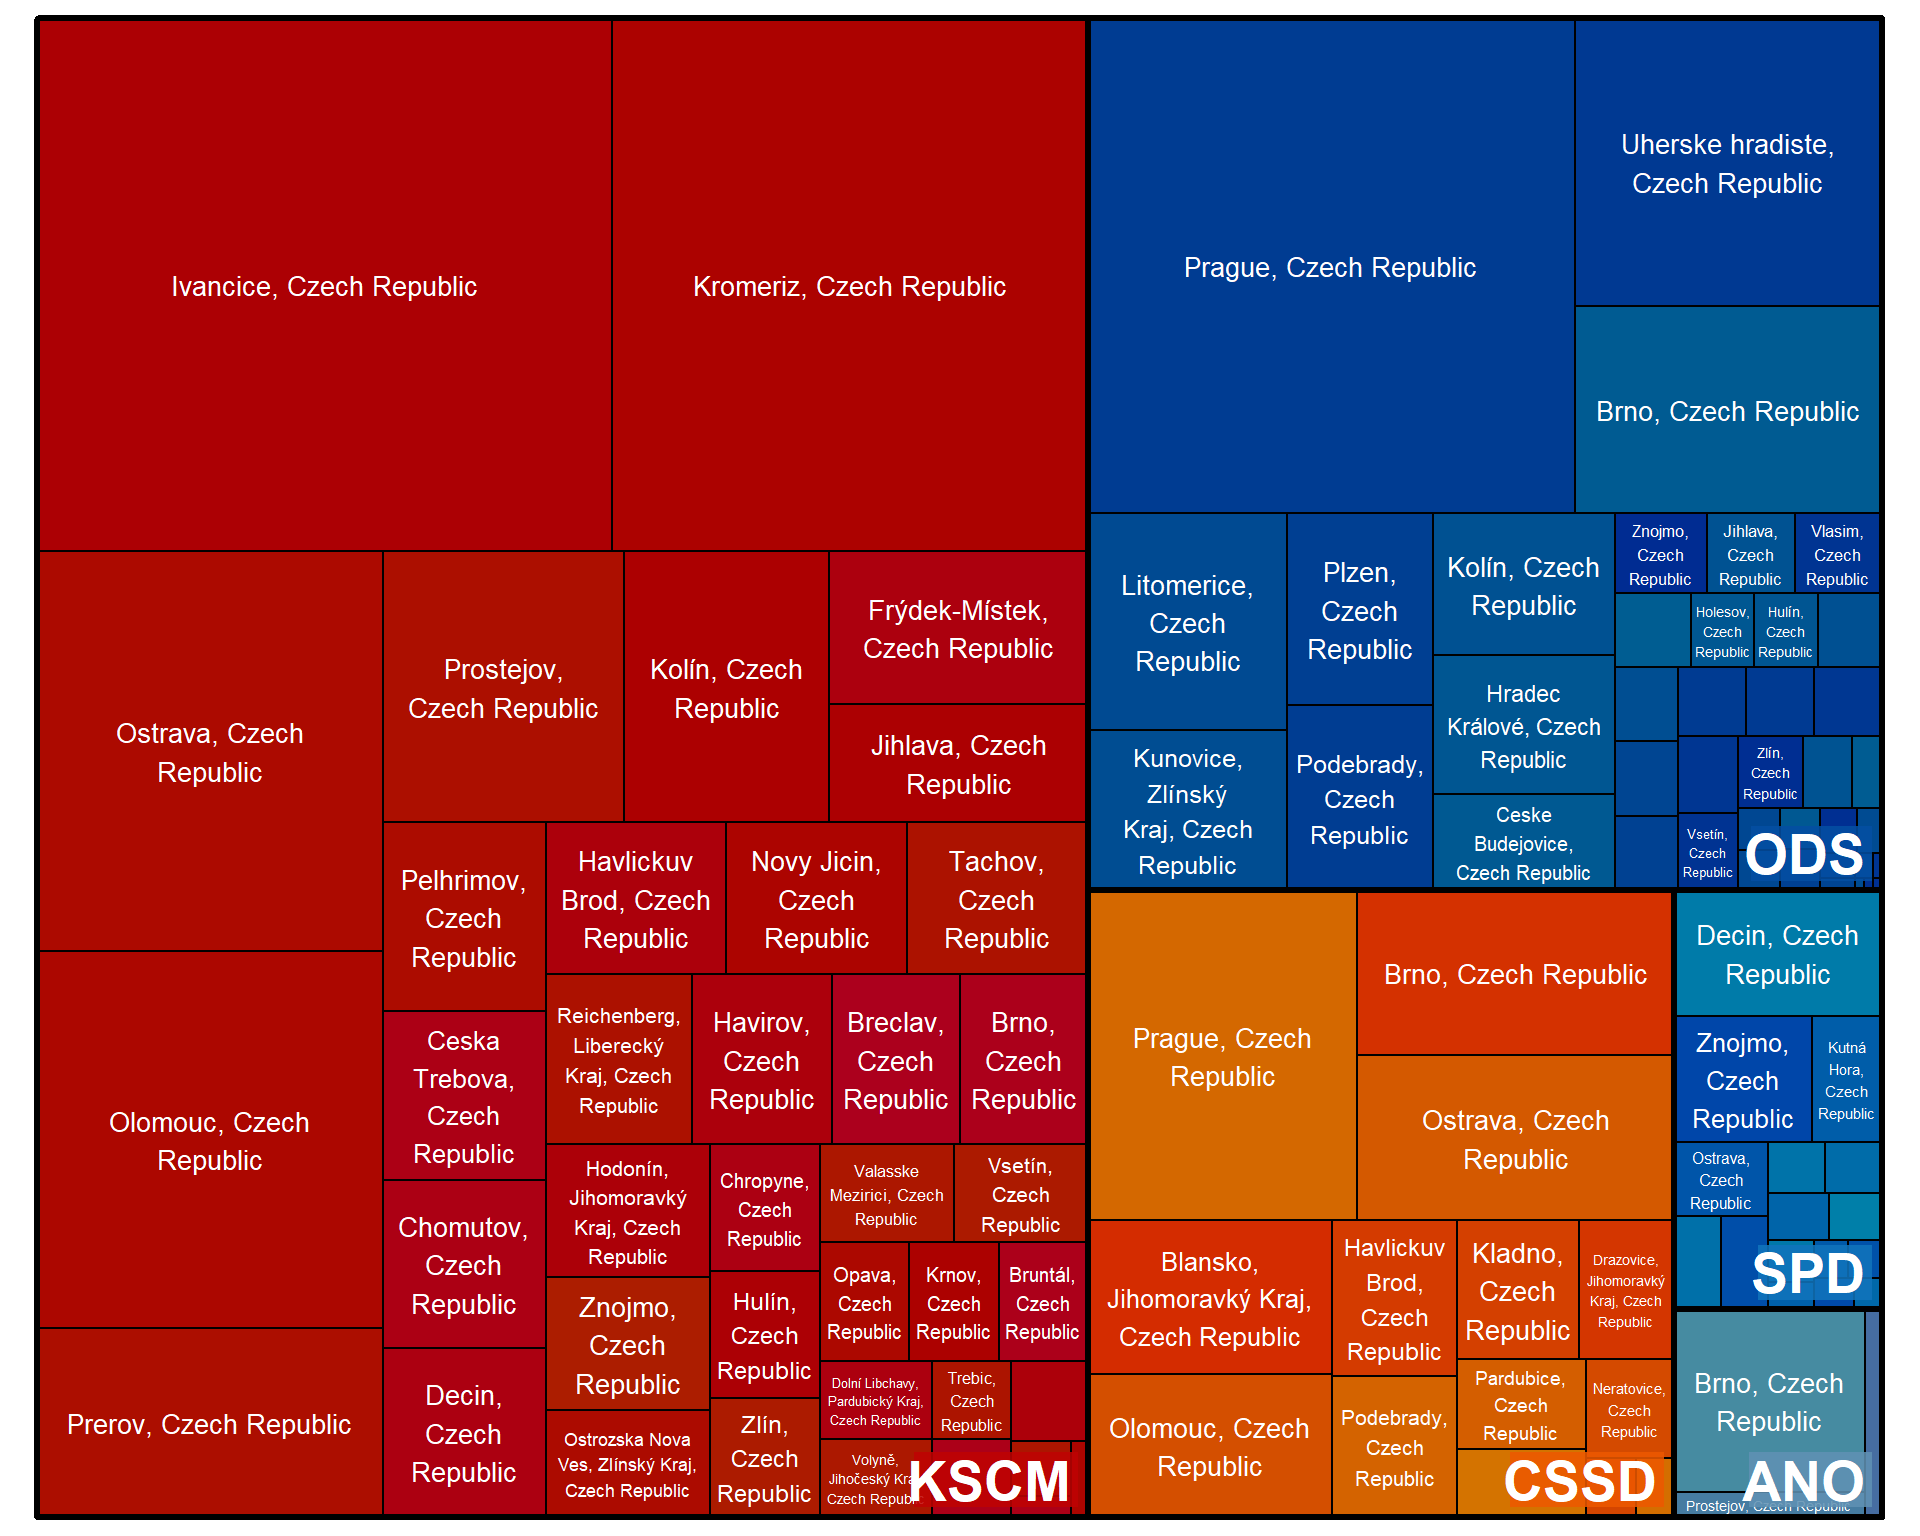 Ivancice, Czech Republic
Kromeriz, Czech Republic
Ostrava, Czech
Republic
Olomouc, Czech
Republic
Prerov, Czech Republic
Prostejov,
Czech Republic
Kolín, Czech
Republic
Frýdek-Místek,
Czech Republic
Jihlava, Czech
Republic
Pelhrimov,
Czech
Republic
Ceska
Trebova,
Czech
Republic
Chomutov,
Czech
Republic
Decin,
Czech
Republic
Havlickuv
Brod, Czech
Republic
Novy Jicin,
Czech
Republic
Tachov,
Czech
Republic
Reichenberg,
Liberecký
Kraj, Czech
Republic
Havirov,
Czech
Republic
Breclav,
Czech
Republic
Brno,
Czech
Republic
Hodonín,
Jihomoravký
Kraj, Czech
Republic
Znojmo,
Czech
Republic
Ostrozska Nova
Ves, Zlínský Kraj,
Czech Republic
Chropyne,
Czech
Republic
Hulín,
Czech
Republic
Zlín,
Czech
Republic
Valasske
Mezirici, Czech
Republic
Vsetín,
Czech
Republic
Opava,
Czech
Republic
Krnov,
Czech
Republic
Bruntál,
Czech
Republic
Dolní Libchavy,
Pardubický Kraj,
Czech Republic
Trebic,
Czech
Republic
Volyně,
Jihočeský
Czech
KSCM
Prague, Czech Republic
Uherske hradiste,
Czech Republic
Brno, Czech Republic
Litomerice,
Czech
Republic
Kunovice,
Zlínský
Kraj, Czech
Republic
Plzen,
Czech
Republic
Podebrady,
Czech
Republic
Kolín, Czech
Republic
Hradec
Králové, Czech
Republic
Ceske
Budejovice,
Czech Republic
Znojmo,
Czech
Republic
Jihlava,
Czech
Republic
Vlasim,
Czech
Republic
Holesov,
Czech
Republic
Hulín,
Czech
Republic
Zlín,
Czech
Republic
Vsetín,
Czech
Republic
ODS
Prague, Czech
Republic
Brno, Czech Republic
Ostrava, Czech
Republic
Blansko,
Jihomoravký Kraj,
Czech Republic
Olomouc, Czech
Republic
Havlickuv
Brod,
Czech
Republic
Podebrady,
Czech
Republic
Kladno,
Czech
Republic
Drazovice,
Jihomoravký
Kraj, Czech
Republic
Pardubice,
Czech
Republic
Neratovice,
Czech
Republic
CSSD
Decin, Czech
Republic
Znojmo,
Czech
Republic
Kutná
Hora,
Czech
Republic
Ostrava,
Czech
Republic
SPD
Brno, Czech
Republic
ANO
Prostejov, Czech Republic